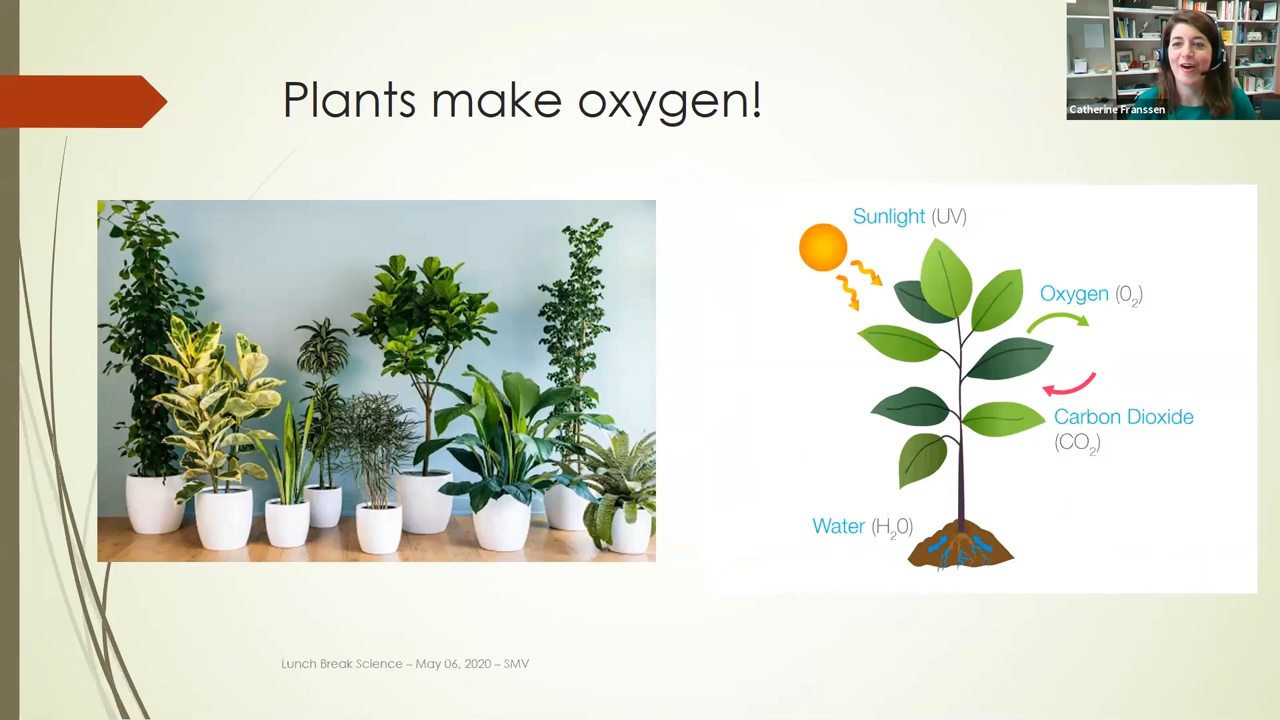 Plants make oxygen!
Catherine Franssen
Sunlight (UV)
Oxygen (0₂)
Carbon Dioxide
(CO₂)
Water (H₂0)
Lunch Break Science – May 06, 2020 – SMV